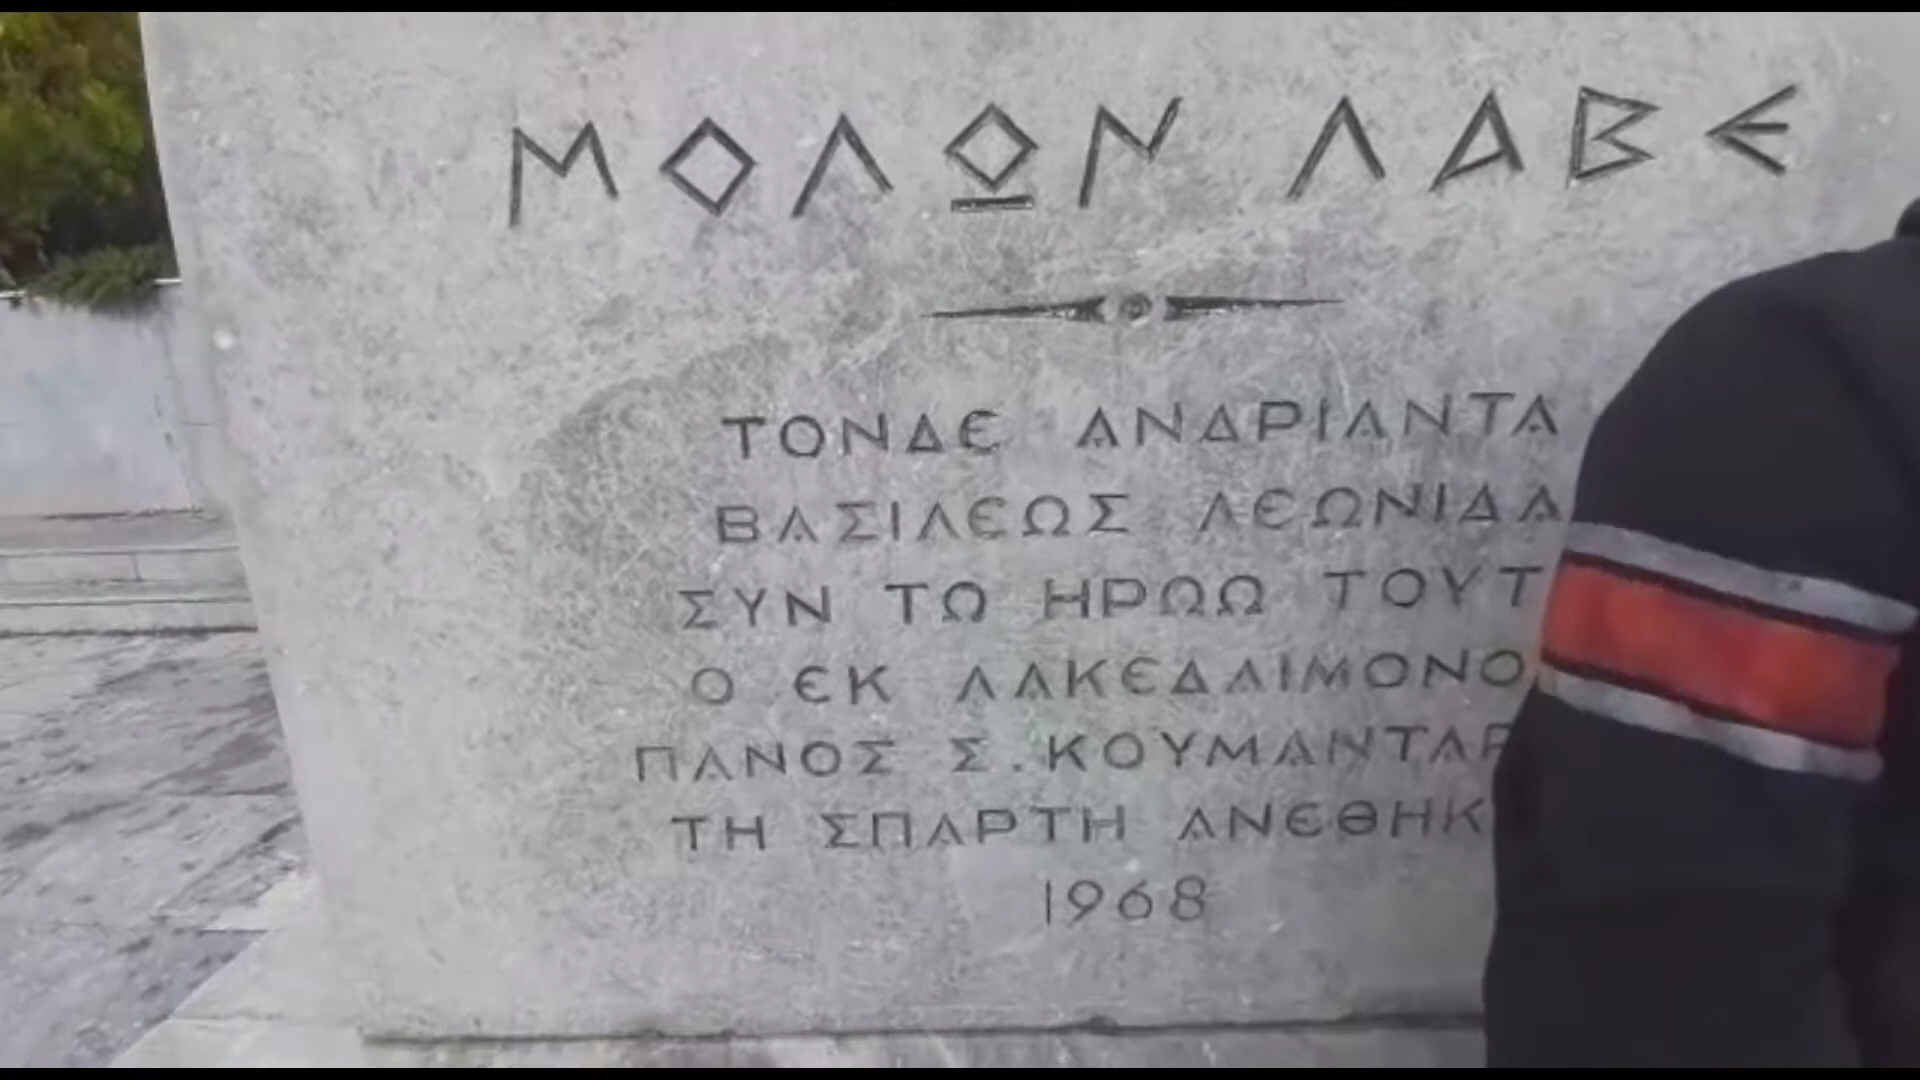 ΜΟΛΩΝ ΛΑΒΕ
ΤΟΝΔΕ ΑΝΔΡΙΑΝΤΑ
ΒΑΣΙΛΕΩΣ ΛΕΩΝΙΔΑ
ΣΥΝ ΤΩ ΗΡΩΩ ΤΟΥΤ
Ο ΕΚ ΛΑΚΕΔΑΙΜΟΝΟ
ΠΑΝΟΣ Σ. ΚΟΥΜΑΝΤΑΡ
ΤΗ ΣΠΑΡΤΗ ΑΝΕΘΗΚ
1968